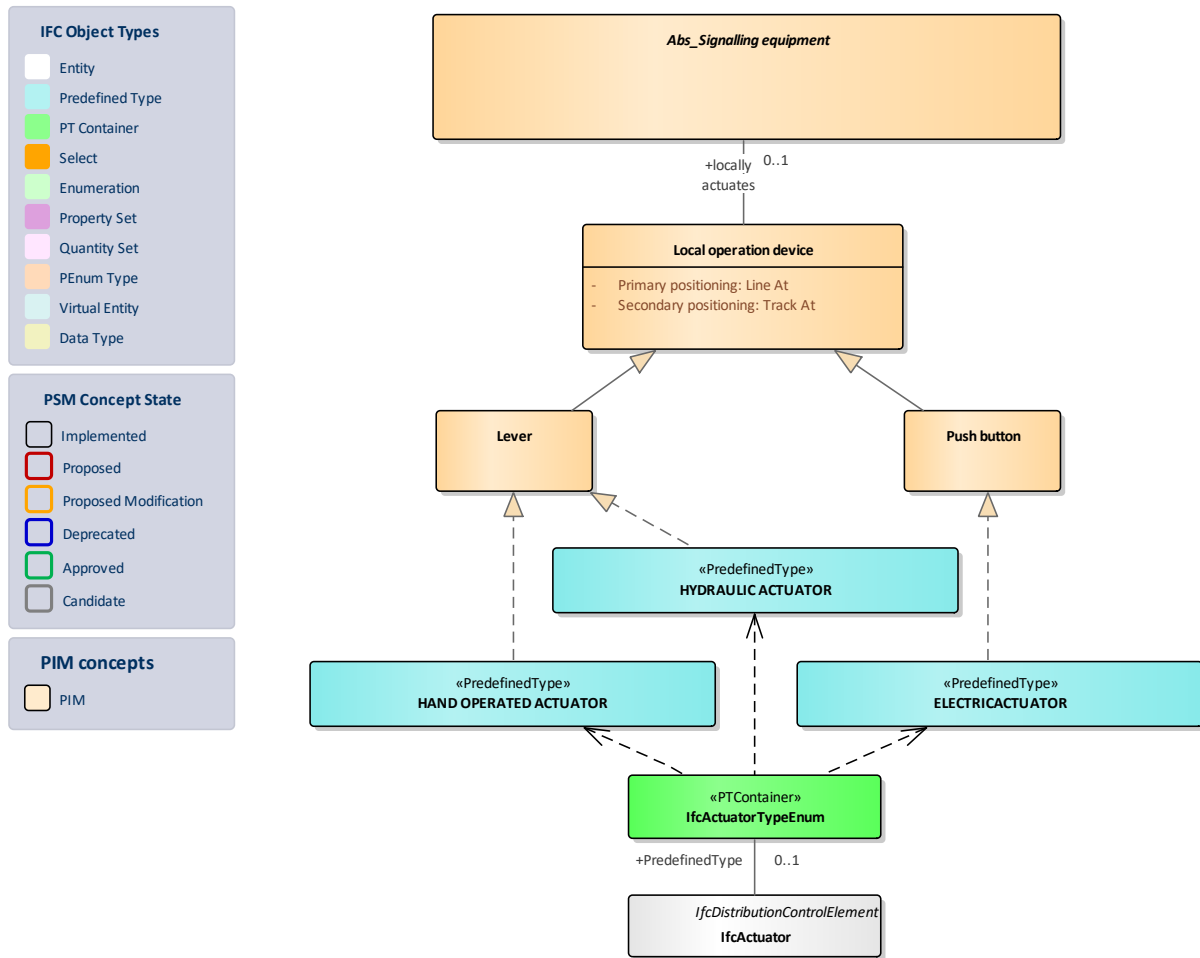 IFC Object Types
Entity
Predefined Type
PT Container
Select
Enumeration
Property Set
Quantity Set
PEnum Type
Virtual Entity
Data Type
PSM Concept State
Implemented
Proposed
Proposed Modification
Deprecated
Approved
Candidate
PIM concepts
PIM
Abs_Signalling equipment
+locally
actuates
0..1
Local operation device
- Primary positioning: Line At
- Secondary positioning: Track At
Lever
Push button
«PredefinedType»
HYDRAULIC ACTUATOR
«PredefinedType»
HAND OPERATED ACTUATOR
«PredefinedType»
ELECTRICACTUATOR
«PTContainer»
IfcActuatorTypeEnum
+PredefinedType 0..1
IfcDistributionControlElement
IfcActuator